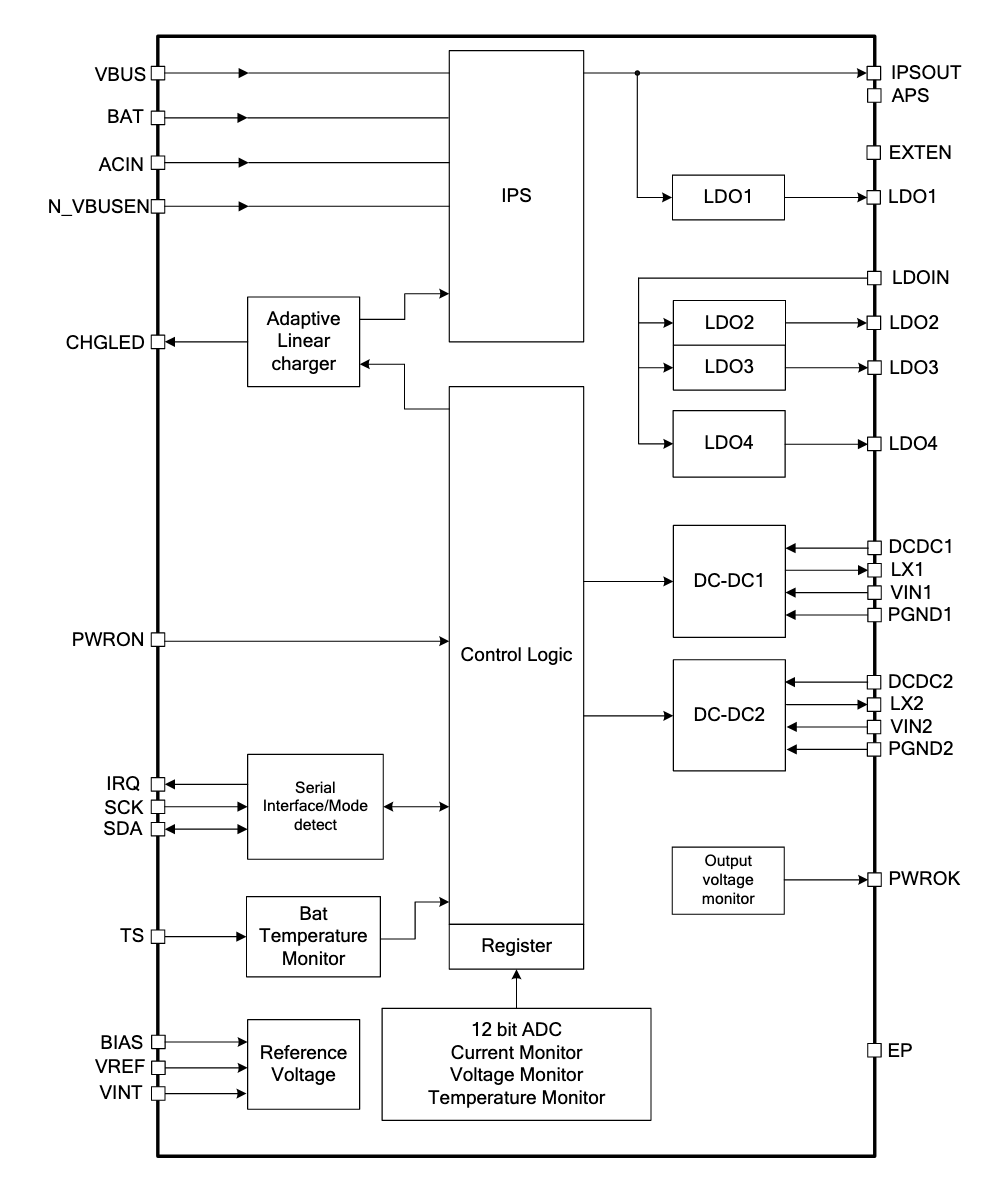 VBUS
BAT
ACIN
N_VBUSEN
CHGLED
PWRON
IRQ
SCK
SDA
TS
BIAS
VREF
VINT
IPS
Adaptive
Linear
charger
Control Logic
Serial
Interface/Mode
detect
Bat
Temperature
Monitor
Register
Reference
Voltage
12 bit ADC
Current Monitor
Voltage Monitor
Temperature Monitor
LDO1
LDO2
LDO3
LDO4
DC-DC1
DC-DC2
Output
voltage
monitor
IPSOUT
APS
EXTEN
LDO1
LDOIN
LDO2
LDO3
LDO4
DCDC1
LX1
VIN1
PGND1
DCDC2
LX2
VIN2
PGND2
PWROK
EP